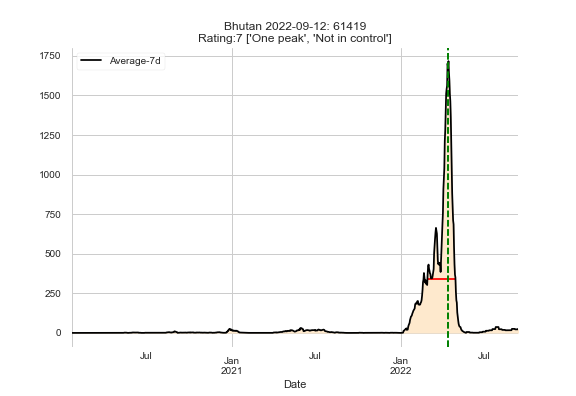 Bhutan 2022-09-12: 61419
Rating:7 ['One peak', 'Not in control']
Average-7d
1750
1500
1250
1000
750
500
250
0
Jul
Jan
2021
Jul
Jan
2022
Jul
Date